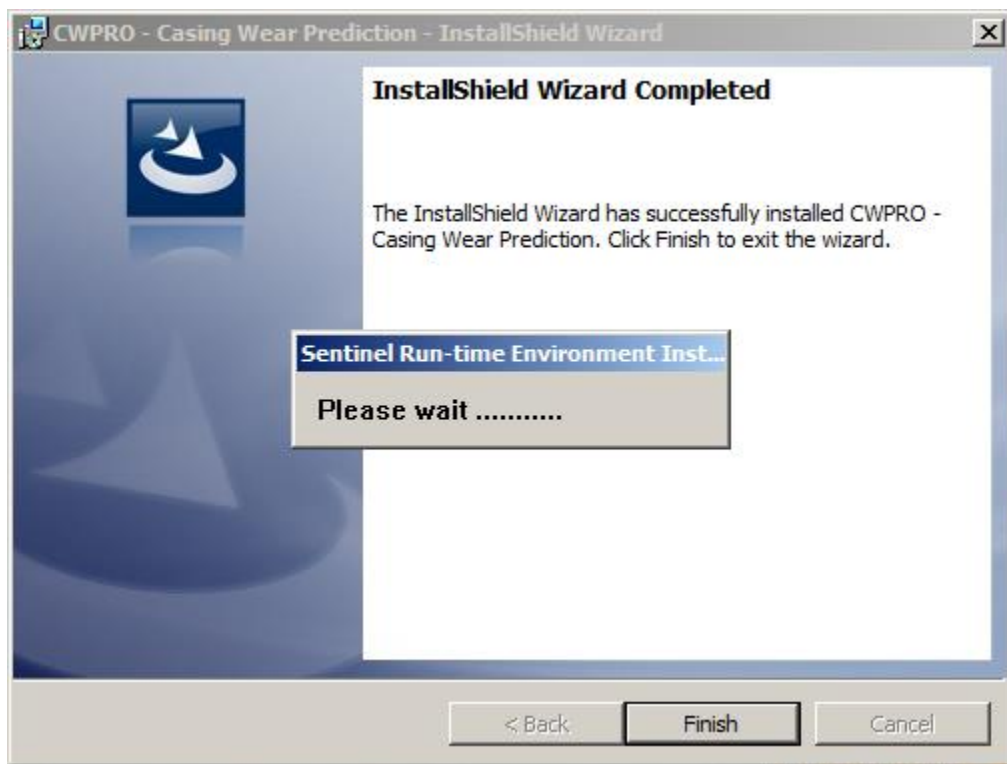 CWPRO - Casing Wear Prediction - InstallShield Wizard
InstallShield Wizard Completed
The InstallShield Wizard has successfully installed CWPRO -
Casing Wear Prediction. Click Finish to exit the wizard.
Sentinel Run-time Environment Inst...
Please wait ...........
< Back
Finish
Cancel